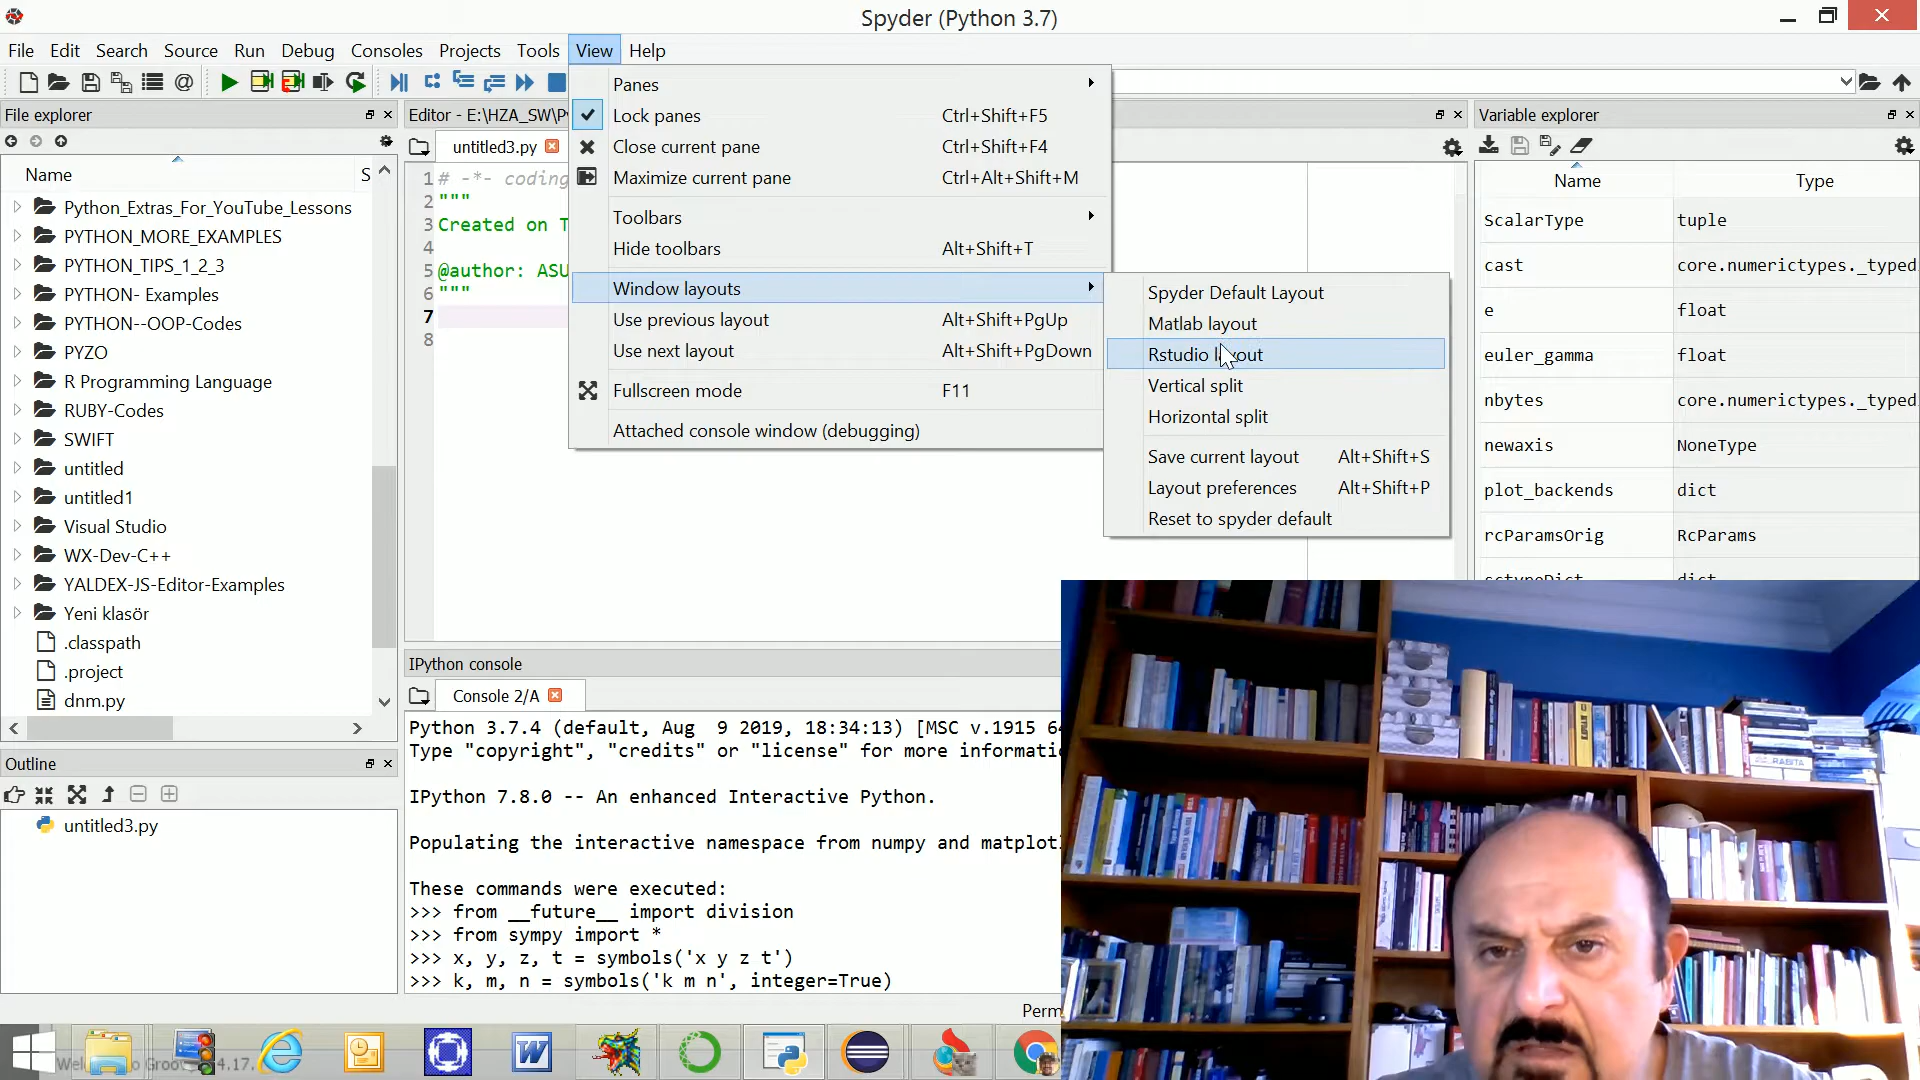 Spyder (Python 3.7)
File Edit Search Source Run Debug Consoles Projects Tools View Help
File explorer
Name S
Python_Extras_For_YouTube_Lessons
PYTHON_MORE_EXAMPLES
PYTHON_TIPS_1_2_3
PYTHON- Examples
PYTHON--OOP-Codes
PYZO
R Programming Language
RUBY-Codes
SWIFT
untitled
untitled1
Visual Studio
WX-Dev-C++
YALDEX-JS-Editor-Examples
Yeni klasör
.classpath
.project
dnm.py
Outline
untitled3.py
Editor - E:\HZA_SW\P
untitled3.py
1 # -*- coding
2 """
3 Created on T
4
5 @author: ASU
6 """
7
8
Panes
Lock panes Ctrl+Shift+F5
Close current pane Ctrl+Shift+F4
Maximize current pane Ctrl+Alt+Shift+M
Toolbars
Hide toolbars Alt+Shift+T
Window layouts
Use previous layout Alt+Shift+PgUp
Use next layout Alt+Shift+PgDown
Fullscreen mode F11
Attached console window (debugging)
Spyder Default Layout
Matlab layout
Rstudio layout
Vertical split
Horizontal split
Save current layout Alt+Shift+S
Layout preferences Alt+Shift+P
Reset to spyder default
Variable explorer
Name Type
ScalarType tuple
cast core.numerictypes._typed
e float
euler_gamma float
nbytes core.numerictypes._typed
newaxis NoneType
plot_backends dict
rcParamsOrig RcParams
sctypeDict dict
IPython console
Console 2/A
Python 3.7.4 (default, Aug  9 2019, 18:34:13) [MSC v.1915 64
Type "copyright", "credits" or "license" for more informatio
IPython 7.8.0 -- An enhanced Interactive Python.
Populating the interactive namespace from numpy and matplotl
These commands were executed:
>>> from __future__ import division
>>> from sympy import *
>>> x, y, z, t = symbols('x y z t')
>>> k, m, n = symbols('k m n', integer=True)
Perm
RABITA